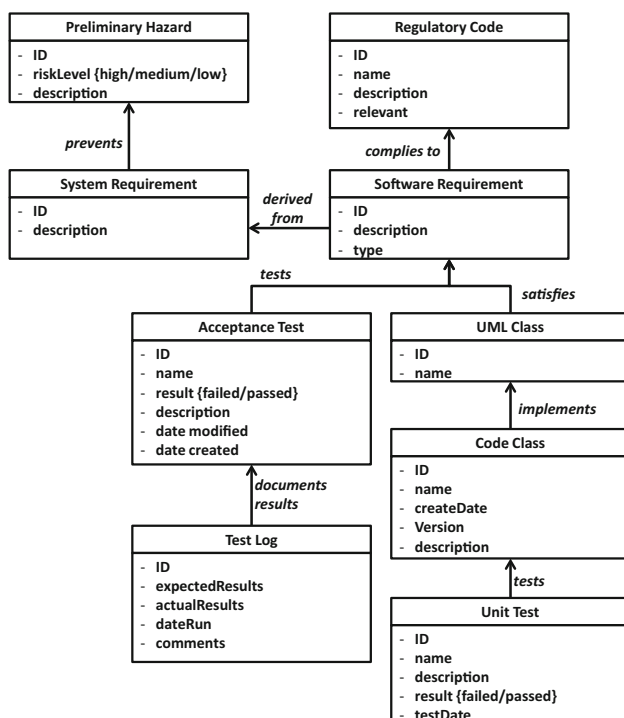 Preliminary Hazard
- ID
- riskLevel {high/medium/low}
- description
Regulatory Code
- ID
- name
- description
- relevant
prevents
complies to
System Requirement
- ID
- description
derived
from
Software Requirement
- ID
- description
- type
tests
satisfies
Acceptance Test
- ID
- name
- result {failed/passed}
- description
- date modified
- date created
UML Class
- ID
- name
implements
Code Class
- ID
- name
- createDate
- Version
- description
documents
results
Test Log
- ID
- expectedResults
- actualResults
- dateRun
- comments
tests
Unit Test
- ID
- name
- description
- result {failed/passed}
- testDate